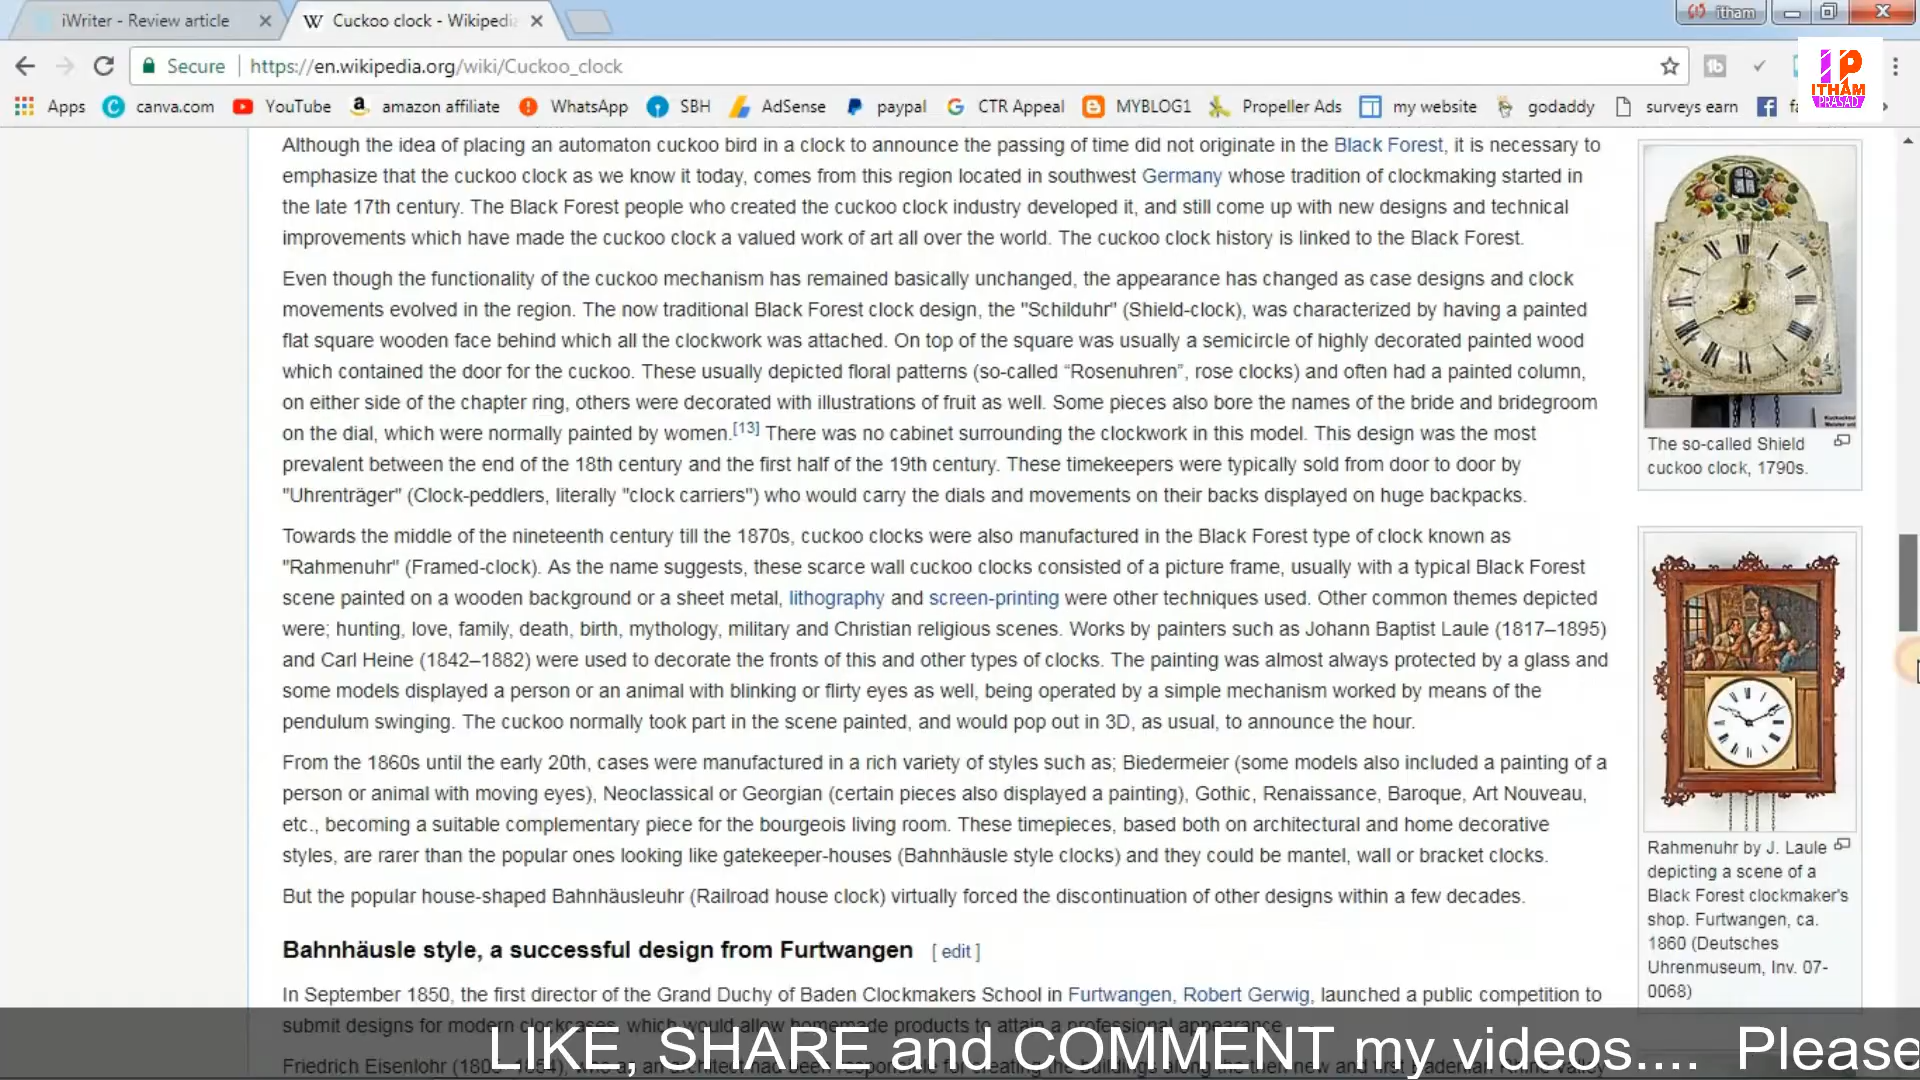 iWriter - Review article
Cuckoo clock - Wikipedia
itham
Secure
https://en.wikipedia.org/wiki/Cuckoo_clock
IP
ITHAM
PRASAD
Apps
canva.com
YouTube
amazon affiliate
WhatsApp
SBH
AdSense
paypal
CTR Appeal
MYBLOG1
Propeller Ads
my website
godaddy
surveys earn
Although the idea of placing an automaton cuckoo bird in a clock to announce the passing of time did not originate in the Black Forest, it is necessary to
emphasize that the cuckoo clock as we know it today, comes from this region located in southwest Germany whose tradition of clockmaking started in
the late 17th century. The Black Forest people who created the cuckoo clock industry developed it, and still come up with new designs and technical
improvements which have made the cuckoo clock a valued work of art all over the world. The cuckoo clock history is linked to the Black Forest.
Even though the functionality of the cuckoo mechanism has remained basically unchanged, the appearance has changed as case designs and clock
movements evolved in the region. The now traditional Black Forest clock design, the "Schilduhr" (Shield-clock), was characterized by having a painted
flat square wooden face behind which all the clockwork was attached. On top of the square was usually a semicircle of highly decorated painted wood
which contained the door for the cuckoo. These usually depicted floral patterns (so-called “Rosenuhren”, rose clocks) and often had a painted column,
on either side of the chapter ring, others were decorated with illustrations of fruit as well. Some pieces also bore the names of the bride and bridegroom
on the dial, which were normally painted by women.[13] There was no cabinet surrounding the clockwork in this model. This design was the most
prevalent between the end of the 18th century and the first half of the 19th century. These timekeepers were typically sold from door to door by
"Uhrenträger" (Clock-peddlers, literally "clock carriers") who would carry the dials and movements on their backs displayed on huge backpacks.
Towards the middle of the nineteenth century till the 1870s, cuckoo clocks were also manufactured in the Black Forest type of clock known as
"Rahmenuhr" (Framed-clock). As the name suggests, these scarce wall cuckoo clocks consisted of a picture frame, usually with a typical Black Forest
scene painted on a wooden background or a sheet metal, lithography and screen-printing were other techniques used. Other common themes depicted
were; hunting, love, family, death, birth, mythology, military and Christian religious scenes. Works by painters such as Johann Baptist Laule (1817–1895)
and Carl Heine (1842–1882) were used to decorate the fronts of this and other types of clocks. The painting was almost always protected by a glass and
some models displayed a person or an animal with blinking or flirty eyes as well, being operated by a simple mechanism worked by means of the
pendulum swinging. The cuckoo normally took part in the scene painted, and would pop out in 3D, as usual, to announce the hour.
From the 1860s until the early 20th, cases were manufactured in a rich variety of styles such as; Biedermeier (some models also included a painting of a
person or animal with moving eyes), Neoclassical or Georgian (certain pieces also displayed a painting), Gothic, Renaissance, Baroque, Art Nouveau,
etc., becoming a suitable complementary piece for the bourgeois living room. These timepieces, based both on architectural and home decorative
styles, are rarer than the popular ones looking like gatekeeper-houses (Bahnhäusle style clocks) and they could be mantel, wall or bracket clocks.
But the popular house-shaped Bahnhäusleuhr (Railroad house clock) virtually forced the discontinuation of other designs within a few decades.
Bahnhäusle style, a successful design from Furtwangen [ edit ]
In September 1850, the first director of the Grand Duchy of Baden Clockmakers School in Furtwangen, Robert Gerwig, launched a public competition to
submit designs for modern clockcases, which would allow homemade products to attain a professional appearance
Friedrich Eisenlohr
The so-called Shield
cuckoo clock, 1790s.
Rahmenuhr by J. Laule
depicting a scene of a
Black Forest clockmaker's
shop. Furtwangen, ca.
1860 (Deutsches
Uhrenmuseum, Inv. 07-
0068)
LIKE, SHARE and COMMENT my videos.... Please